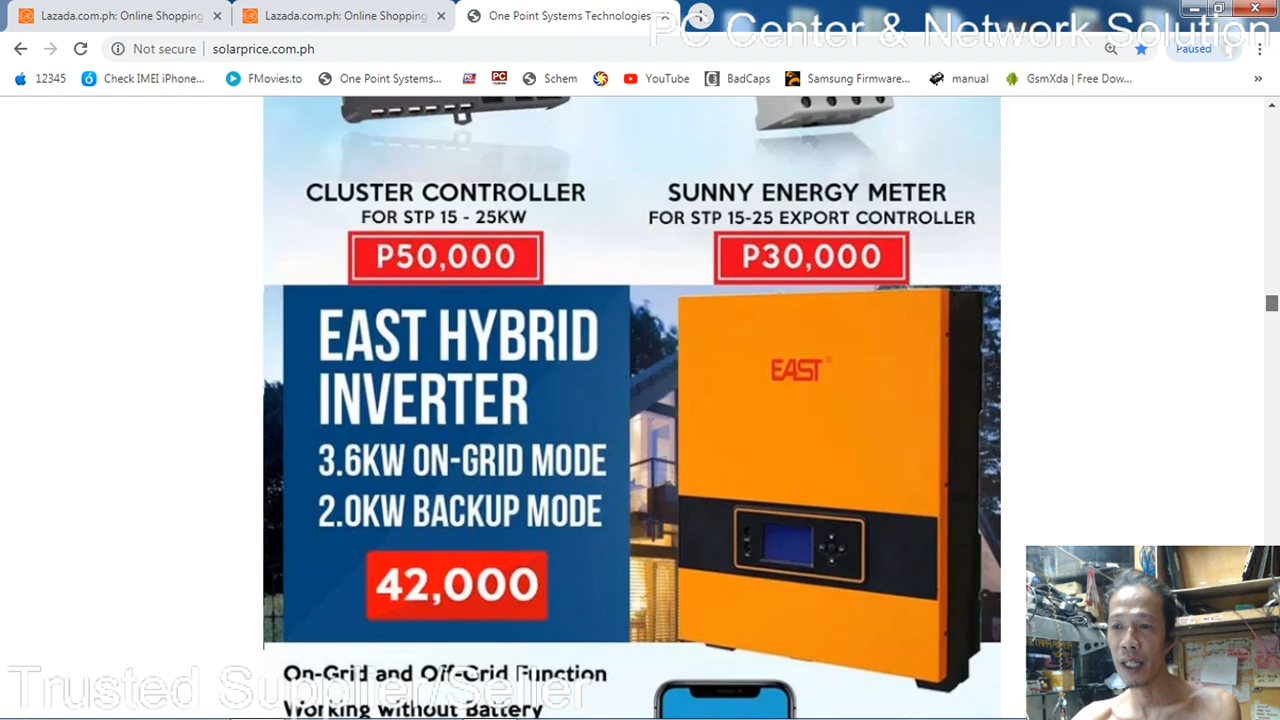 Lazada.com.ph: Online Shopping
Lazada.com.ph: Online Shopping
One Point Systems Technologies
PC Center & Network Solution
Not secure
solarprice.com.ph
Paused
12345
Check IMEI iPhone...
FMovies.to
One Point Systems...
PC
Schem
YouTube
BadCaps
Samsung Firmware...
manual
GsmXda | Free Dow...
»
CLUSTER CONTROLLER
FOR STP 15 - 25KW
P50,000
SUNNY ENERGY METER
FOR STP 15-25 EXPORT CONTROLLER
P30,000
EAST HYBRID
INVERTER
3.6KW ON-GRID MODE
2.0KW BACKUP MODE
42,000
EAST®
On-Grid and Off-Grid Function
Working without Battery
Trusted Supplier/Seller